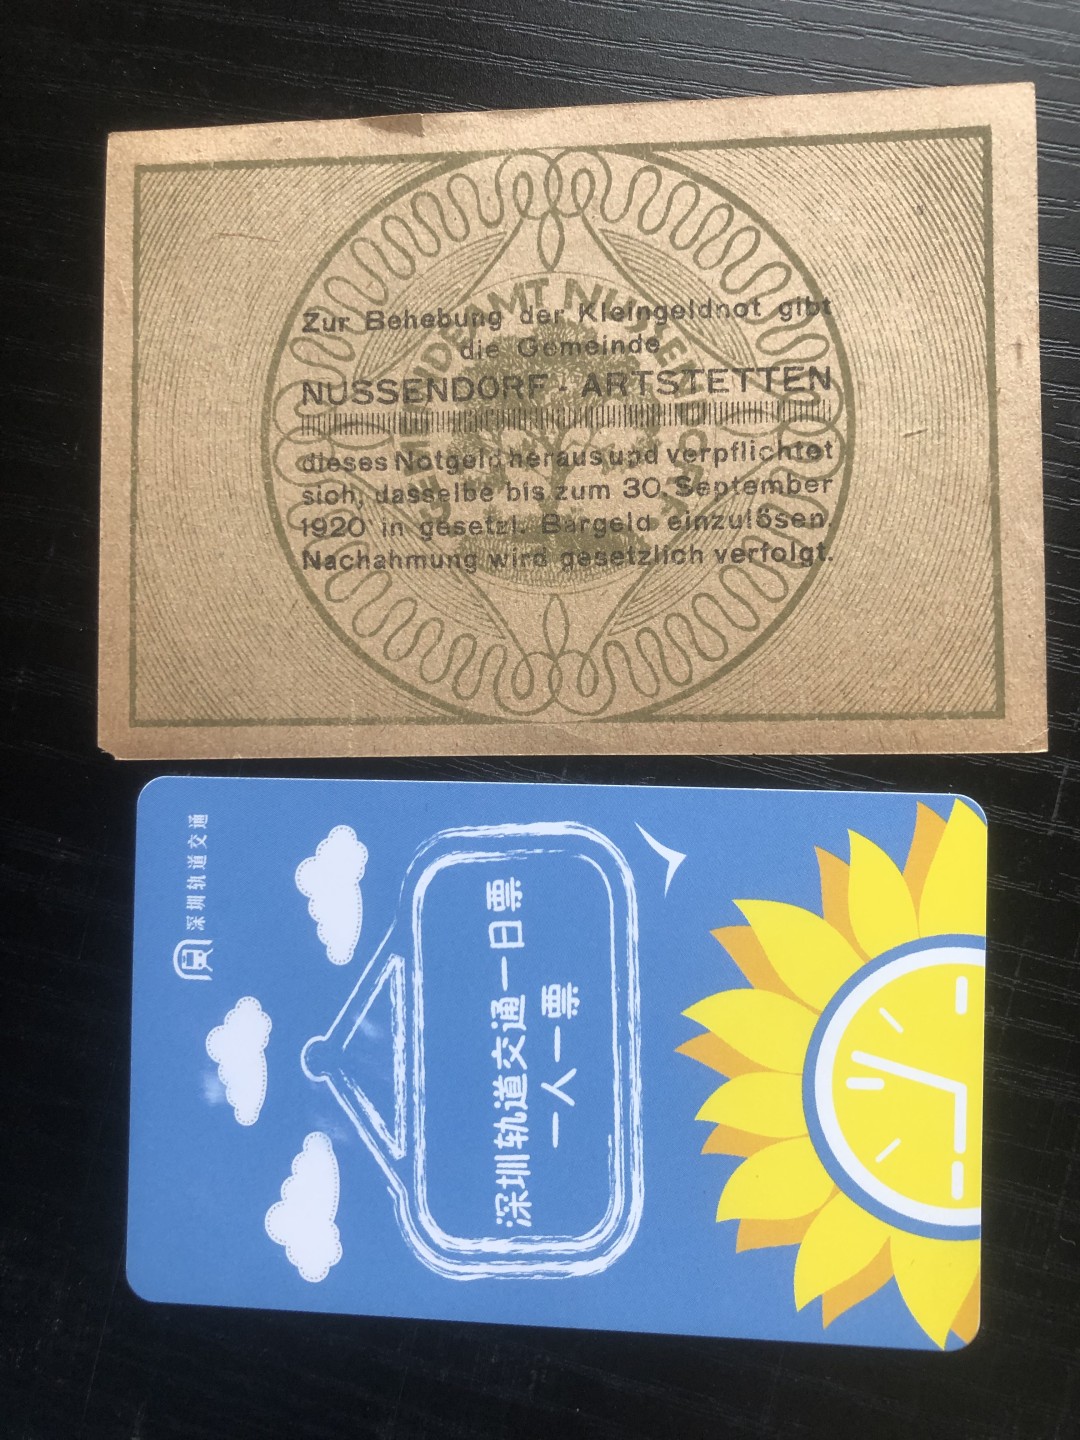 Zur Behebung der Kleingeldnot gibt
die Gemeinde
NUSSENDORF - ARTSTETTEN
dieses Notgeld heraus und verpflichtet
sich, dasselbe bis zum 30. September
1920 in gesetzl. Bargeld einzulösen.
Nachahmung wird gesetzlich verfolgt.
深圳轨道交通
深圳轨道交通一日票
一人一票